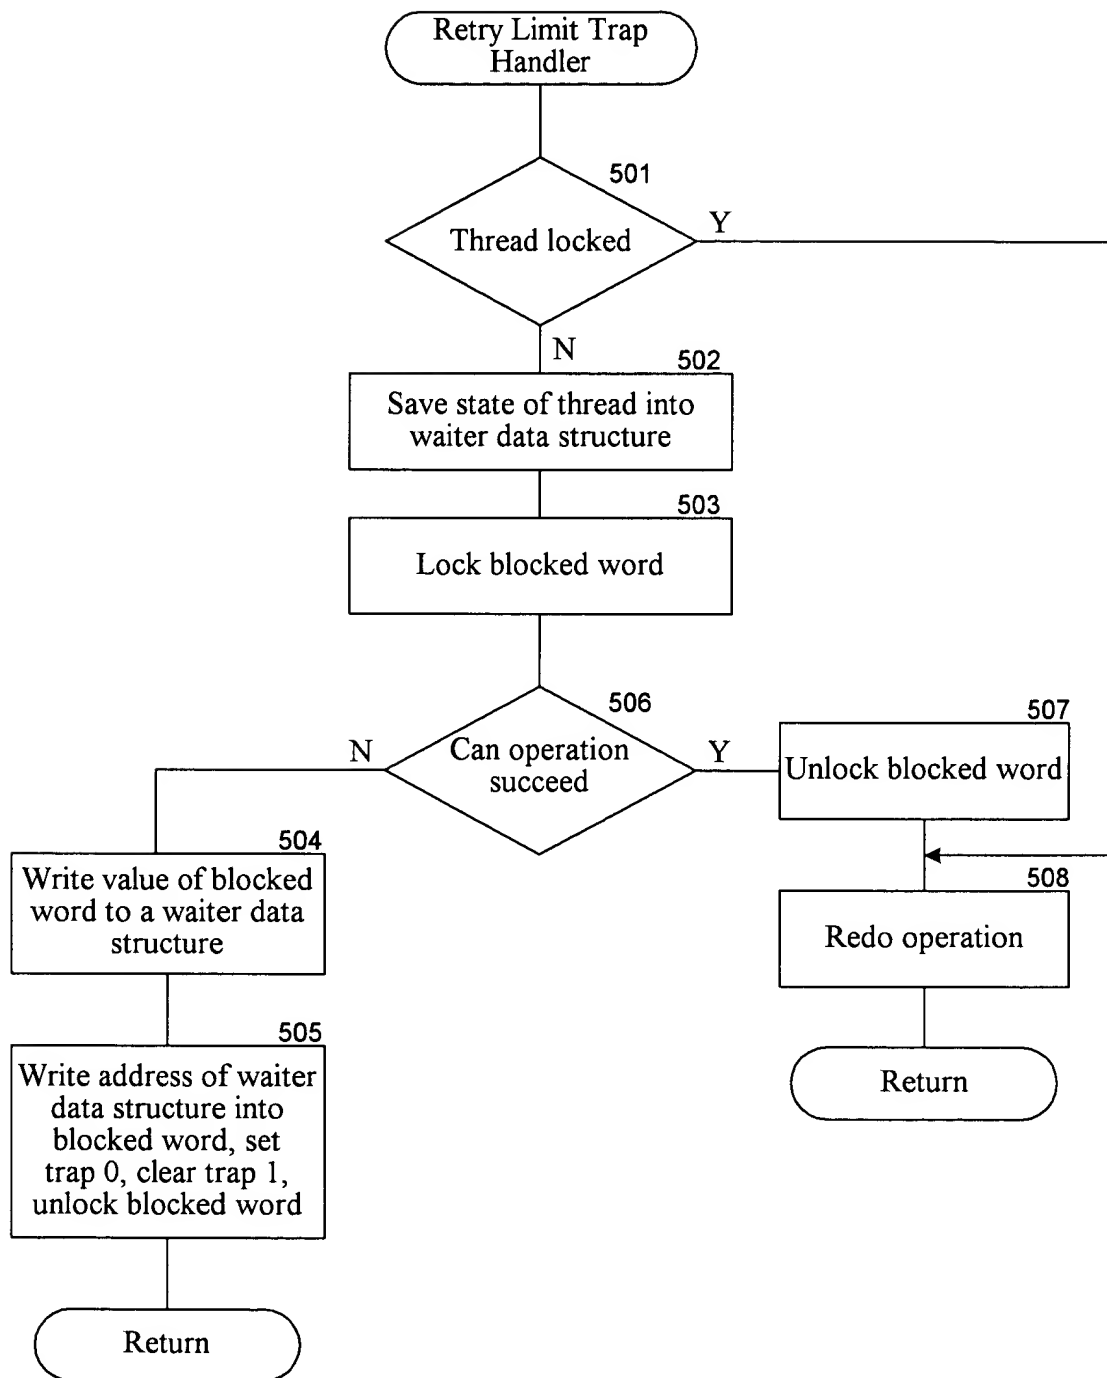 Retry Limit Trap
Handler
501
Thread locked
Y
N
502
Save state of thread into
waiter data structure
503
Lock blocked word
506
Can operation
succeed
N
Y
507
Unlock blocked word
504
Write value of blocked
word to a waiter data
structure
508
Redo operation
505
Write address of waiter
data structure into
blocked word, set
trap 0, clear trap 1,
unlock blocked word
Return
Return